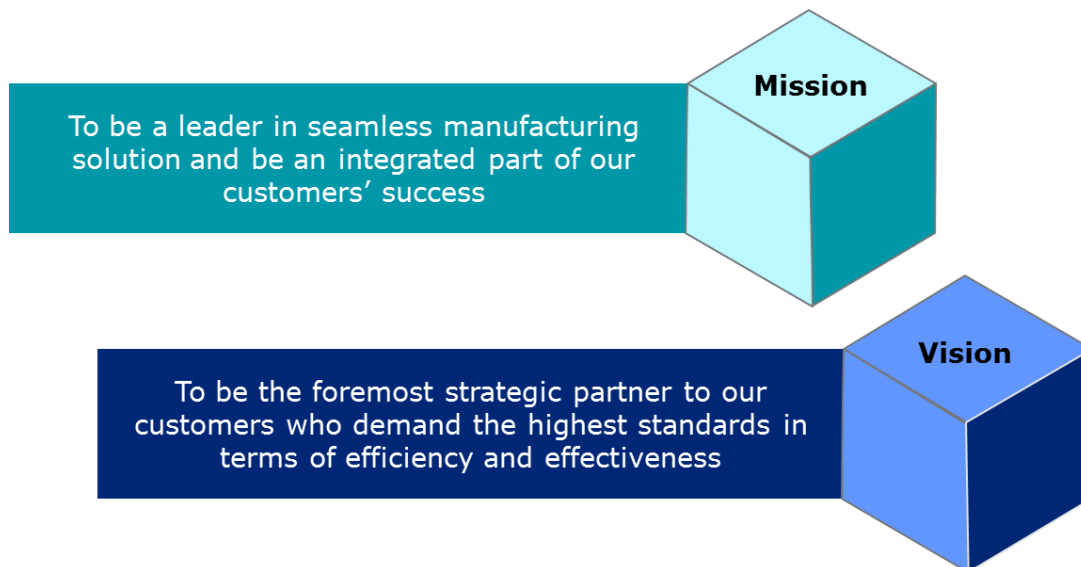 Mission
To be a leader in seamless manufacturing
solution and be an integrated part of our
customers’ success
Vision
To be the foremost strategic partner to our
customers who demand the highest standards in
terms of efficiency and effectiveness